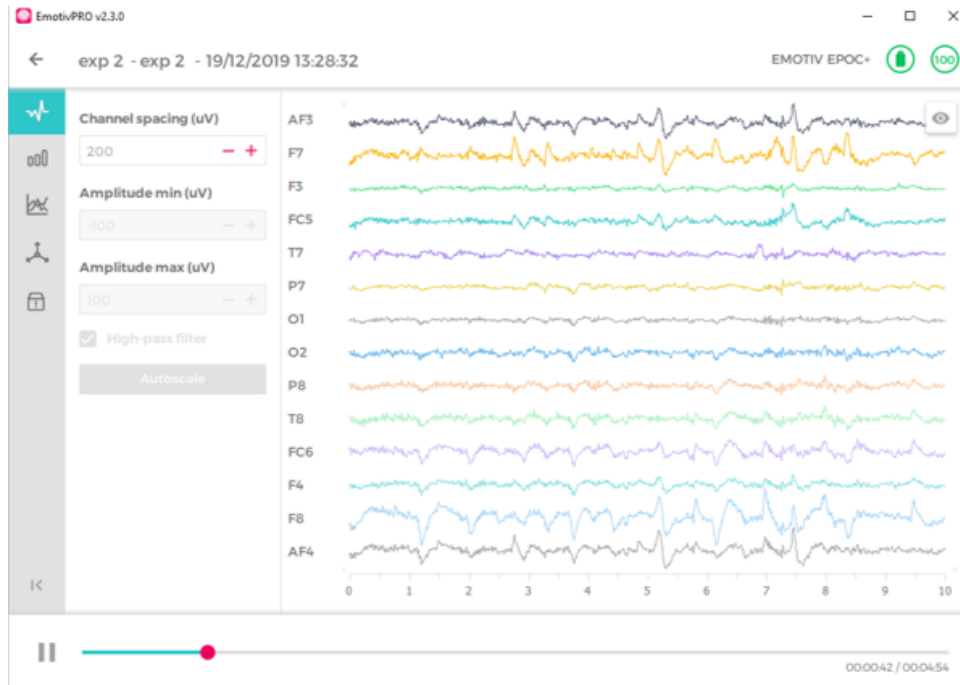 EmotivPRO v2.3.0
exp 2 - exp 2 - 19/12/2019 13:28:32
EMOTIV EPOC+
100
Channel spacing (uV)
200
Amplitude min (uV)
-100
Amplitude max (uV)
100
High-pass filter
Autoscale
AF3
F7
F3
FC5
T7
P7
O1
O2
P8
T8
FC6
F4
F8
AF4
0 1 2 3 4 5 6 7 8 9 10
00:00:42 / 00:04:54